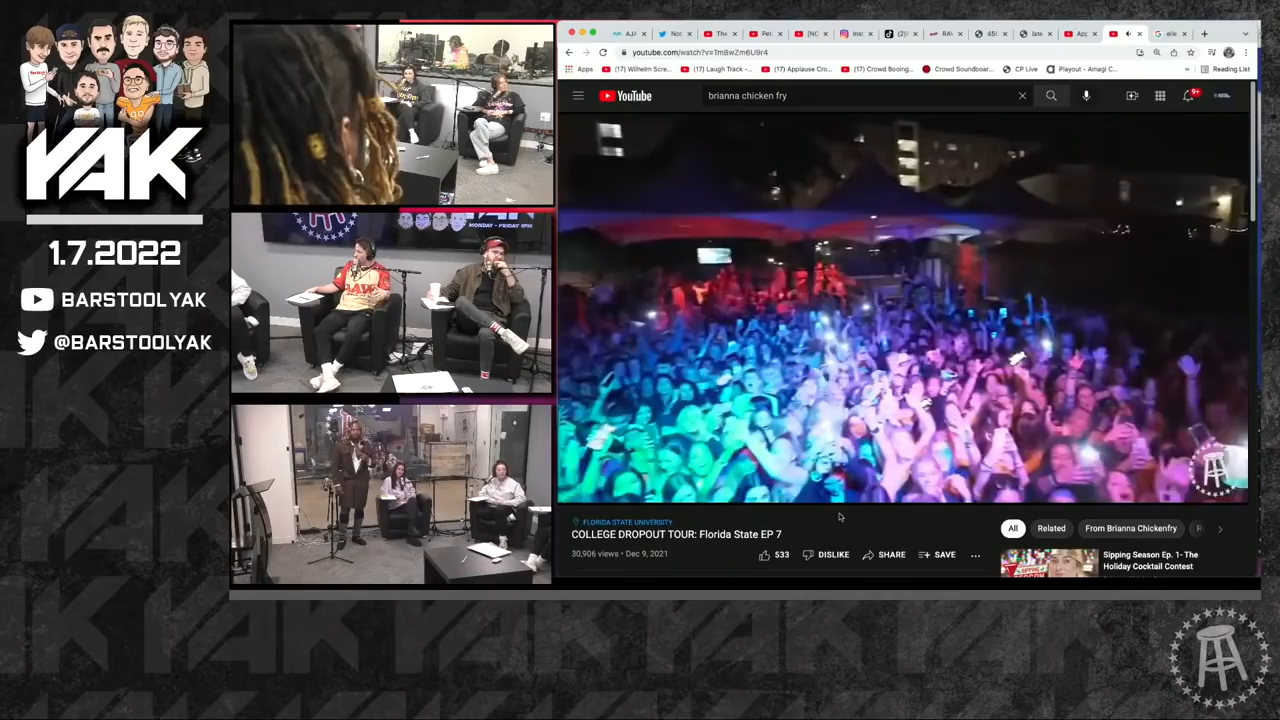 YAK
1.7.2022
BARSTOOLYAK
@BARSTOOLYAK
MONDAY - FRIDAY 1PM
youtube.com/watch?v=TmBwZm6U9r4
Apps
(17) Wilhelm Scre...
(17) Laugh Track -...
(17) Applause Cro...
(17) Crowd Booing...
Crowd Soundboar...
CP Live
Playout – Amagi C...
»
Reading List
YouTube
brianna chicken fry
9+
FLORIDA STATE UNIVERSITY
COLLEGE DROPOUT TOUR: Florida State EP 7
30,906 views • Dec 9, 2021
533
DISLIKE
SHARE
SAVE
...
All
Related
From Brianna Chickenfry
Sipping Season Ep. 1- The
Holiday Cocktail Contest